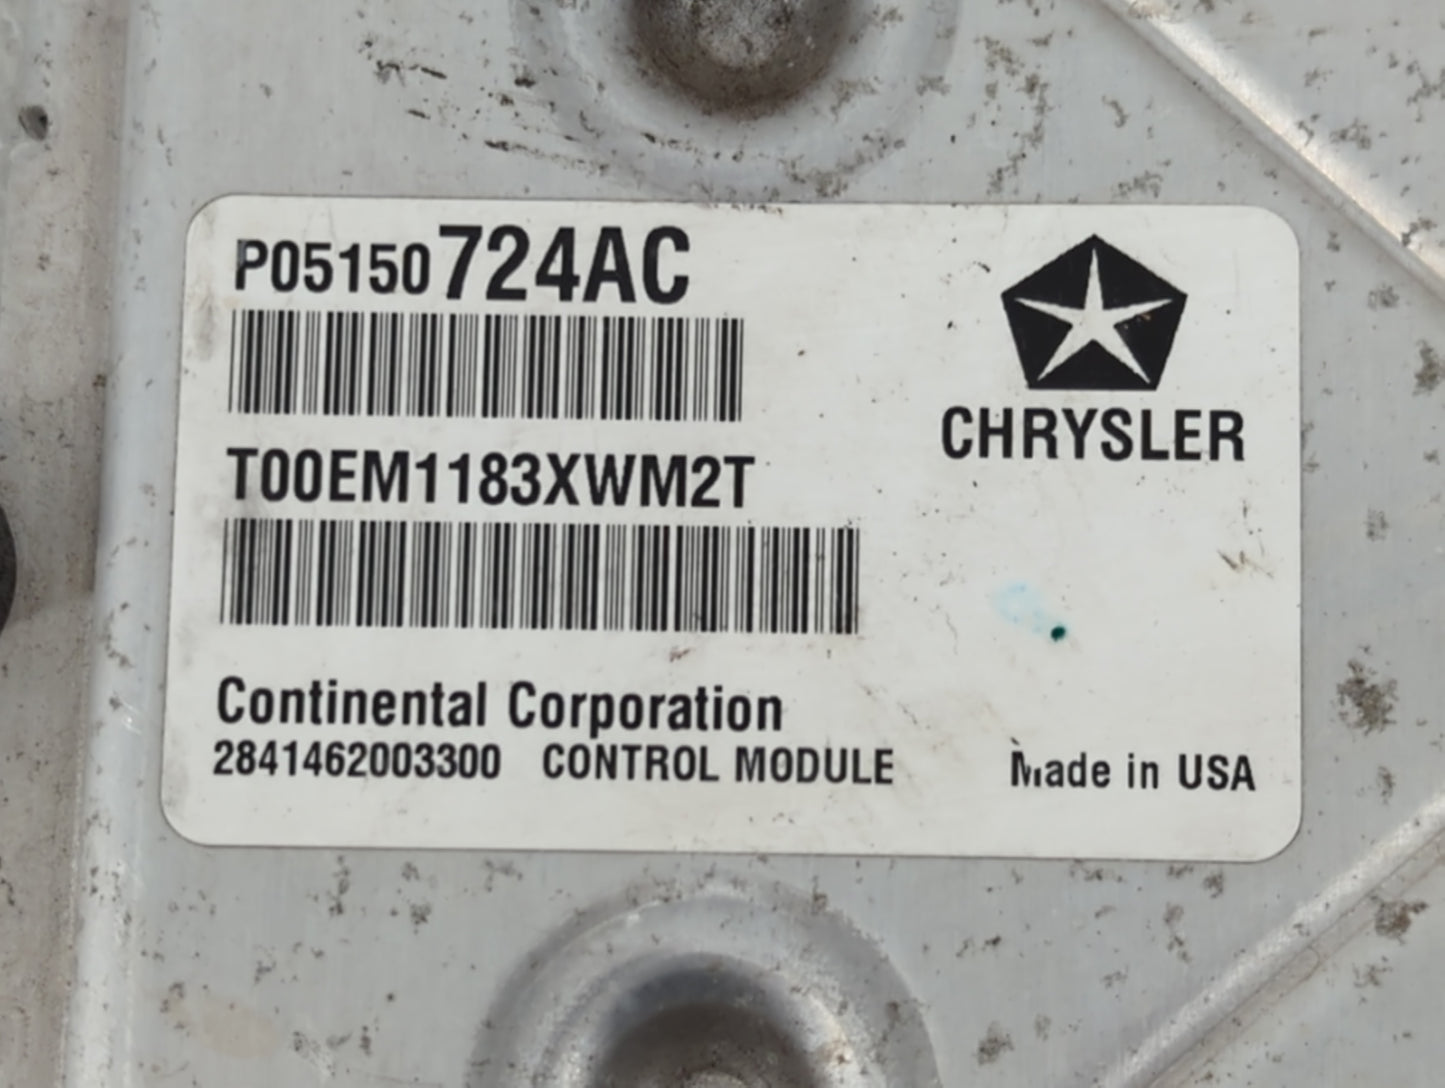 P05150724AC
CHRYSLER
T00EM1183XWM2T
Continental Corporation
2841462003300 CONTROL MODULE
Made in USA